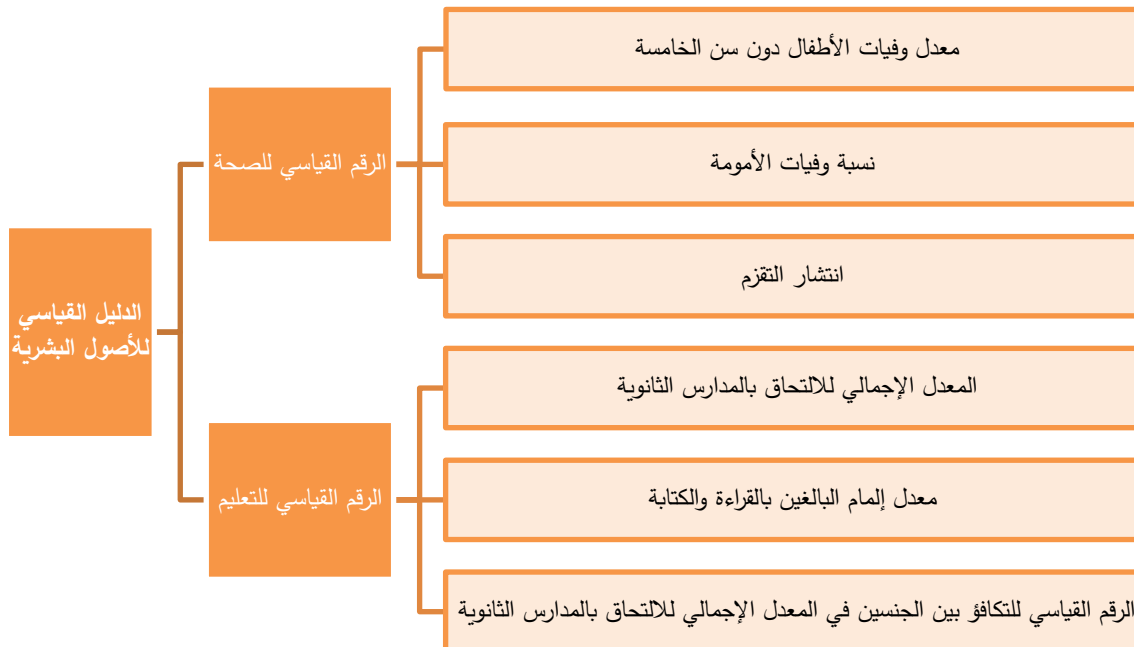 الدليل القياسي
للأصول البشرية
الرقم القياسي للصحة
معدل وفيات الأطفال دون سن الخامسة
نسبة وفيات الأمومة
انتشار التقزم
الرقم القياسي للتعليم
المعدل الإجمالي للالتحاق بالمدارس الثانوية
معدل إلمام البالغين بالقراءة والكتابة
الرقم القياسي للتكافؤ بين الجنسين في المعدل الإجمالي للالتحاق بالمدارس الثانوية